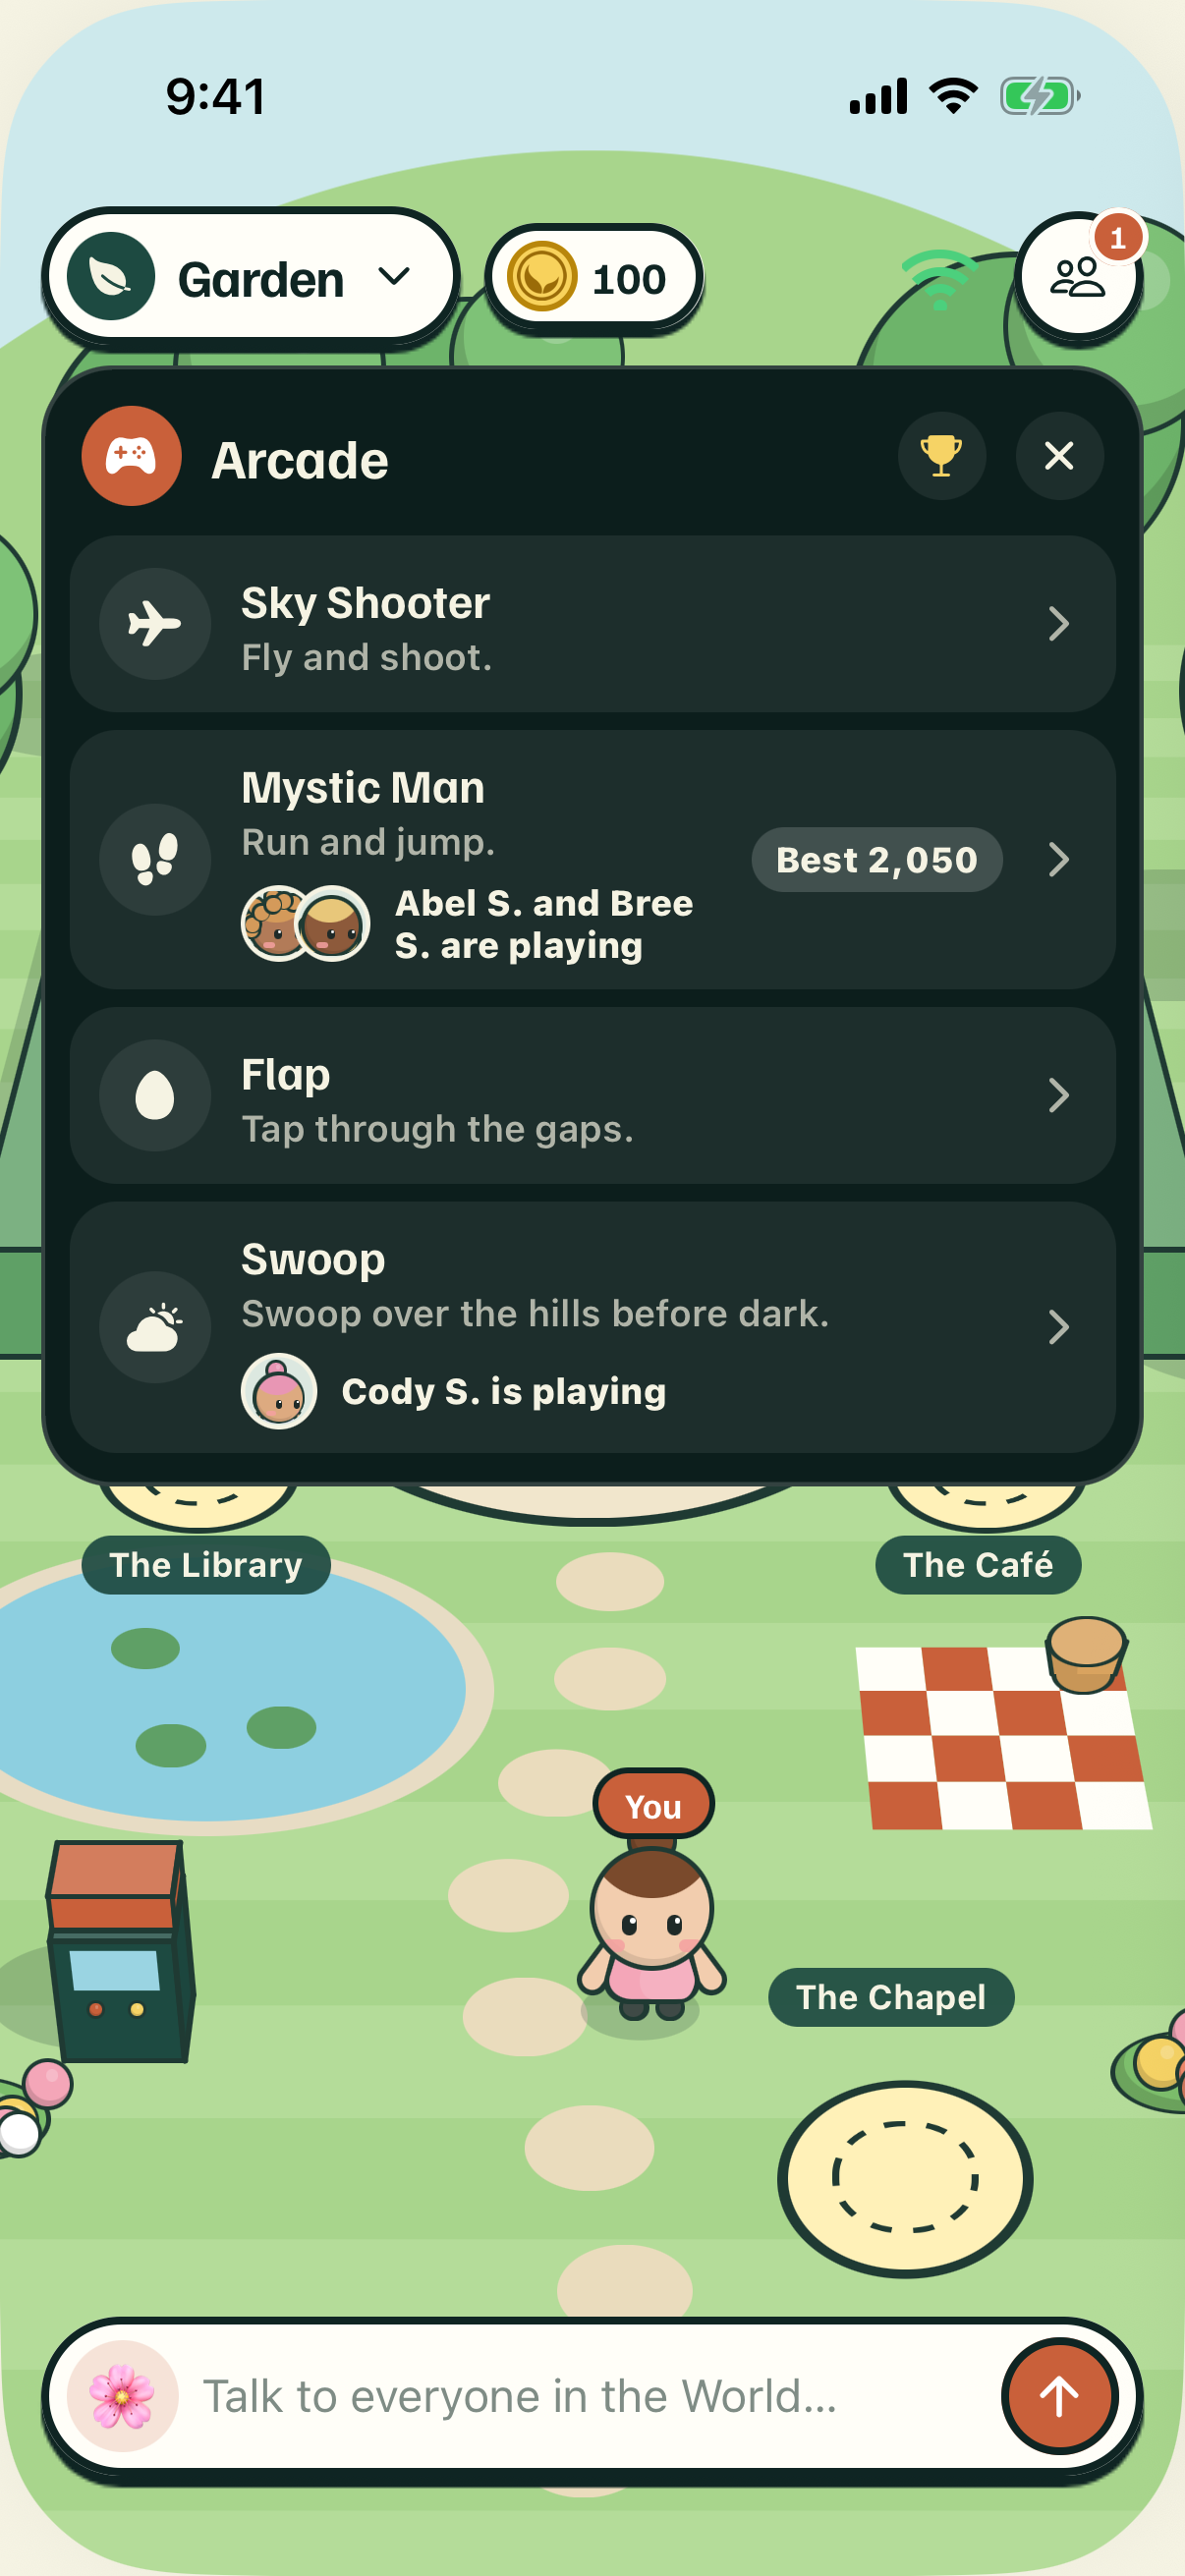 9:41
Garden
100
1
Arcade
Sky Shooter
Fly and shoot.
Mystic Man
Run and jump.
Best 2,050
Abel S. and Bree
S. are playing
Flap
Tap through the gaps.
Swoop
Swoop over the hills before dark.
Cody S. is playing
The Library
The Café
You
The Chapel
Talk to everyone in the World...